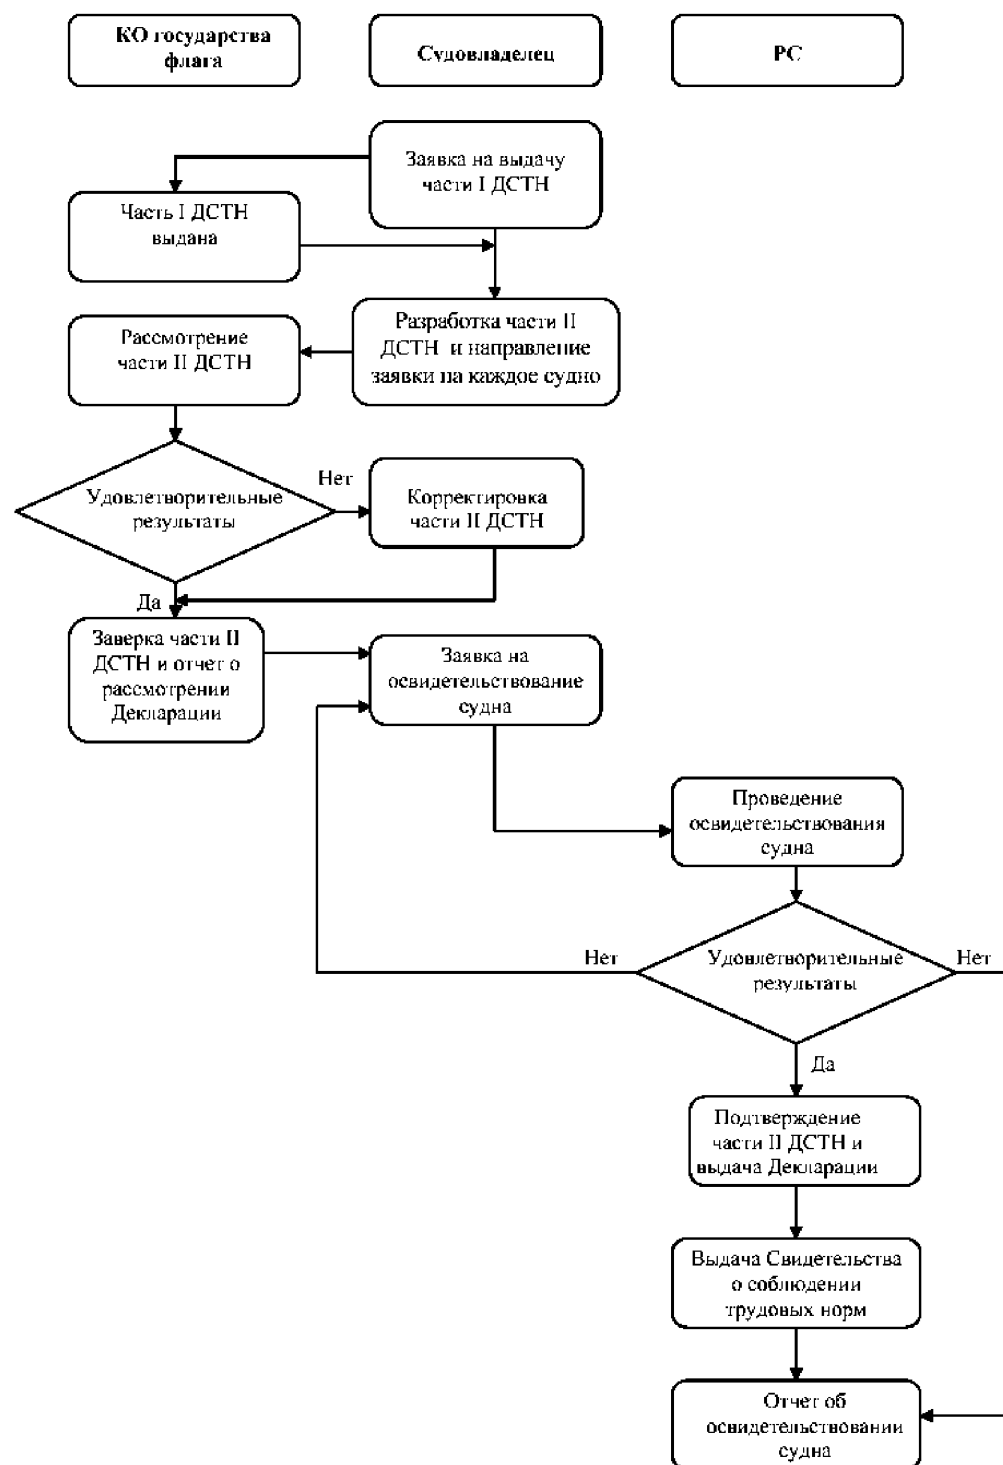 КО государства
флага
Судовладелец
РС
Заявка на выдачу
части I ДСТН
Часть I ДСТН
выдана
Разработка части II
ДСТН и направление
заявки на каждое судно
Рассмотрение
части II ДСТН
Удовлетворительные
результаты
Нет
Корректировка
части II ДСТН
Да
Заверка части II
ДСТН и отчет о
рассмотрении
Декларации
Заявка на
освидетельствование
судна
Проведение
освидетельствования
судна
Нет
Удовлетворительные
результаты
Нет
Да
Подтверждение
части II ДСТН и
выдача Декларации
Выдача Свидетельства
о соблюдении
трудовых норм
Отчет об
освидетельствовании
судна